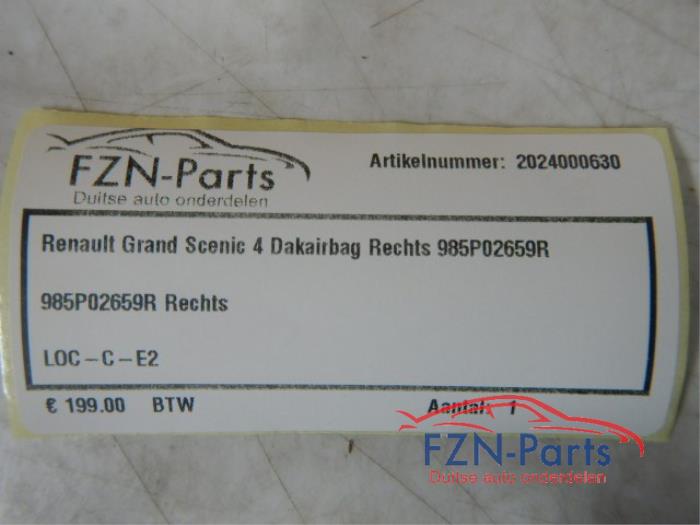 FZN-Parts
Duitse auto onderdelen
Artikelnummer: 2024000630
Renault Grand Scenic 4 Dakairbag Rechts 985P02659R
985P02659R Rechts
LOC-C-E2
€ 199.00 BTW
Aantal: 1
FZN-Parts
Duitse auto onderdelen